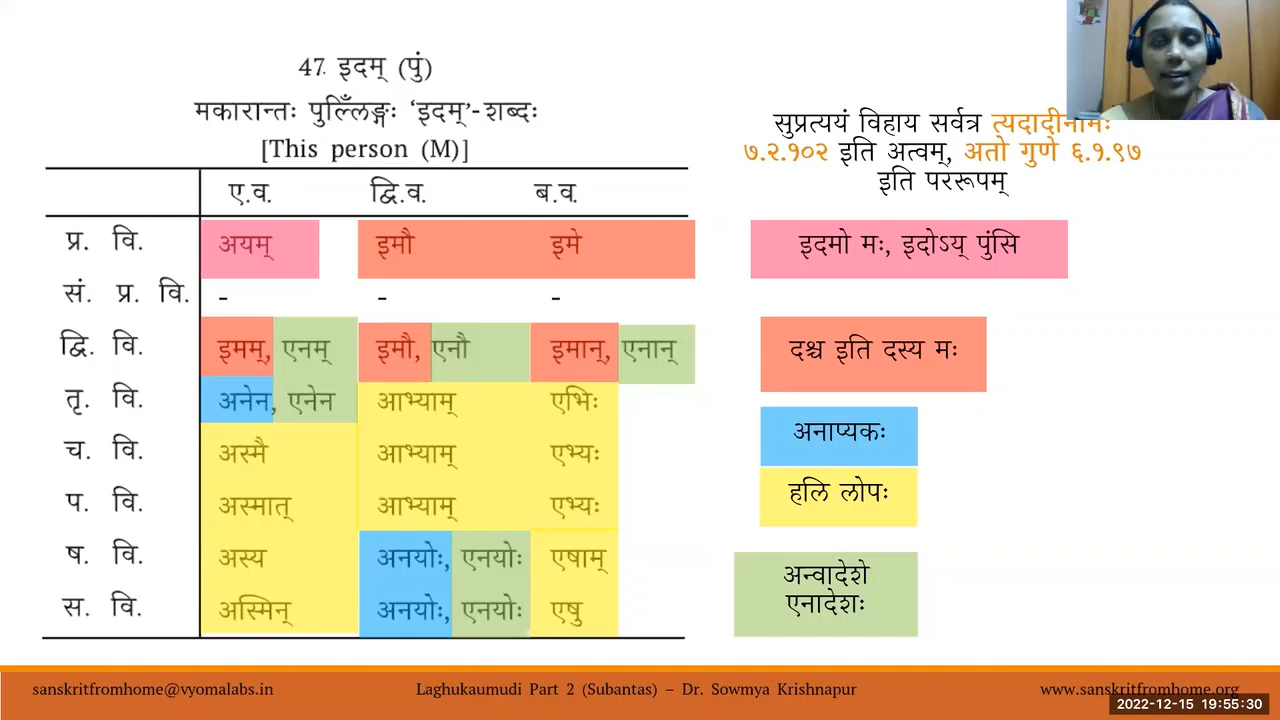 47. इदम् (पुं)
मकारान्तः पुल्ँलिङ्गः ‘इदम्’-शब्दः
[This person (M)]
ए.व. द्वि.व. ब.व.
प्र. वि. अयम् इमौ इमे
सं. प्र. वि. - - -
द्वि. वि. इमम्, एनम् इमौ, एनौ इमान्, एनान्
तृ. वि. अनेन, एनेन आभ्याम् एभिः
च. वि. अस्मै आभ्याम् एभ्यः
प. वि. अस्मात् आभ्याम् एभ्यः
ष. वि. अस्य अनयोः, एनयोः एषाम्
स. वि. अस्मिन् अनयोः, एनयोः एषु
सुप्रत्ययं विहाय सर्वत्र त्यदादीनामः
७.२.१०२ इति अत्वम्, अतो गुणे ६.१.९७
इति पररूपम्
इदमो मः, इदोऽय् पुंसि
दश्च इति दस्य मः
अनाप्यकः
हलि लोपः
अन्वादेशे
एनादेशः
sanskritfromhome@vyomalabs.in Laghukaumudi Part 2 (Subantas) – Dr. Sowmya Krishnapur www.sanskritfromhome.org
2022-12-15 19:55:30